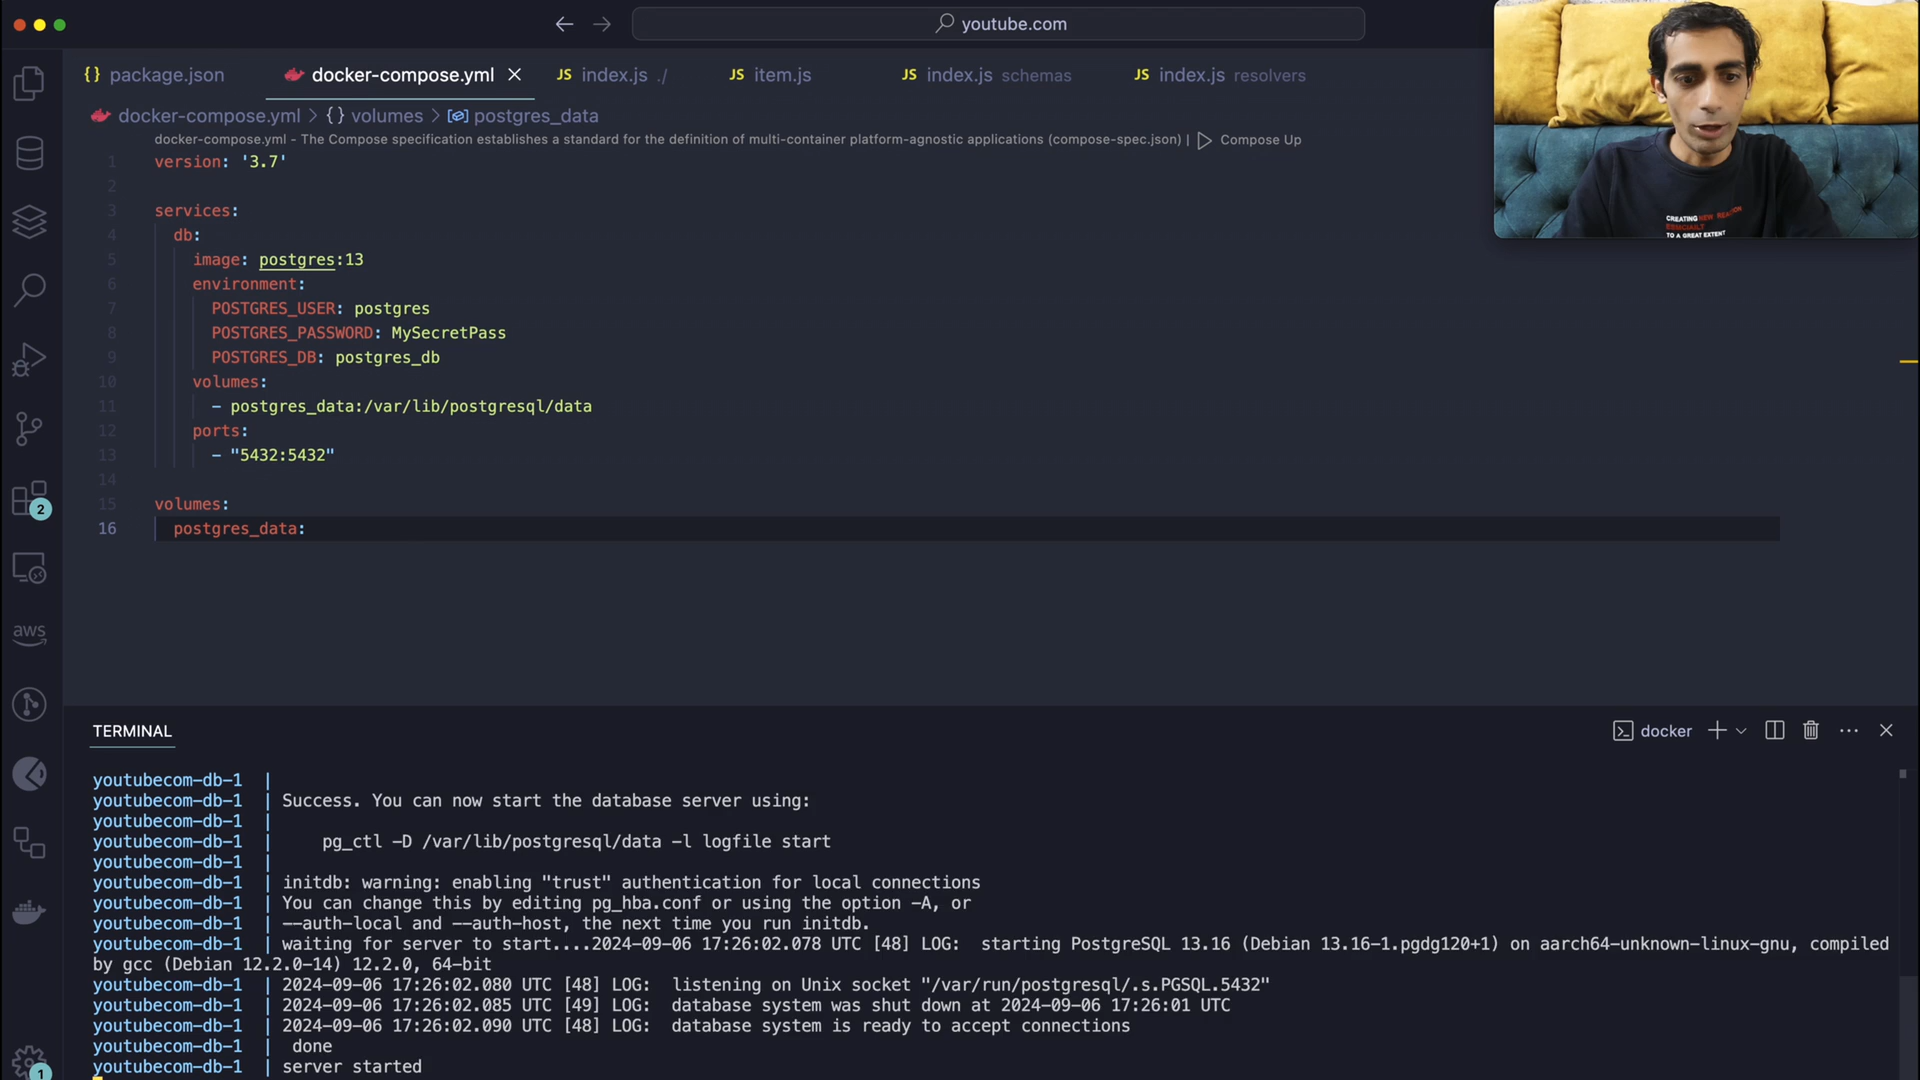 youtube.com
package.json
docker-compose.yml
JS index.js ./
JS item.js
JS index.js schemas
JS index.js resolvers
docker-compose.yml > {} volumes > postgres_data
docker-compose.yml - The Compose specification establishes a standard for the definition of multi-container platform-agnostic applications (compose-spec.json) | Compose Up
1 version: '3.7'
2
3 services:
4 db:
5 image: postgres:13
6 environment:
7 POSTGRES_USER: postgres
8 POSTGRES_PASSWORD: MySecretPass
9 POSTGRES_DB: postgres_db
10 volumes:
11 - postgres_data:/var/lib/postgresql/data
12 ports:
13 - "5432:5432"
14
15 volumes:
16 postgres_data:
2
aws
1
CREATING NEW REACTION
TO A GREAT EXTENT
TERMINAL
docker
youtubecom-db-1 |
youtubecom-db-1 | Success. You can now start the database server using:
youtubecom-db-1 |
youtubecom-db-1 | pg_ctl -D /var/lib/postgresql/data -l logfile start
youtubecom-db-1 |
youtubecom-db-1 | initdb: warning: enabling "trust" authentication for local connections
youtubecom-db-1 | You can change this by editing pg_hba.conf or using the option -A, or
youtubecom-db-1 | --auth-local and --auth-host, the next time you run initdb.
youtubecom-db-1 | waiting for server to start....2024-09-06 17:26:02.078 UTC [48] LOG:  starting PostgreSQL 13.16 (Debian 13.16-1.pgdg120+1) on aarch64-unknown-linux-gnu, compiled
by gcc (Debian 12.2.0-14) 12.2.0, 64-bit
youtubecom-db-1 | 2024-09-06 17:26:02.080 UTC [48] LOG:  listening on Unix socket "/var/run/postgresql/.s.PGSQL.5432"
youtubecom-db-1 | 2024-09-06 17:26:02.085 UTC [49] LOG:  database system was shut down at 2024-09-06 17:26:01 UTC
youtubecom-db-1 | 2024-09-06 17:26:02.090 UTC [48] LOG:  database system is ready to accept connections
youtubecom-db-1 | done
youtubecom-db-1 | server started